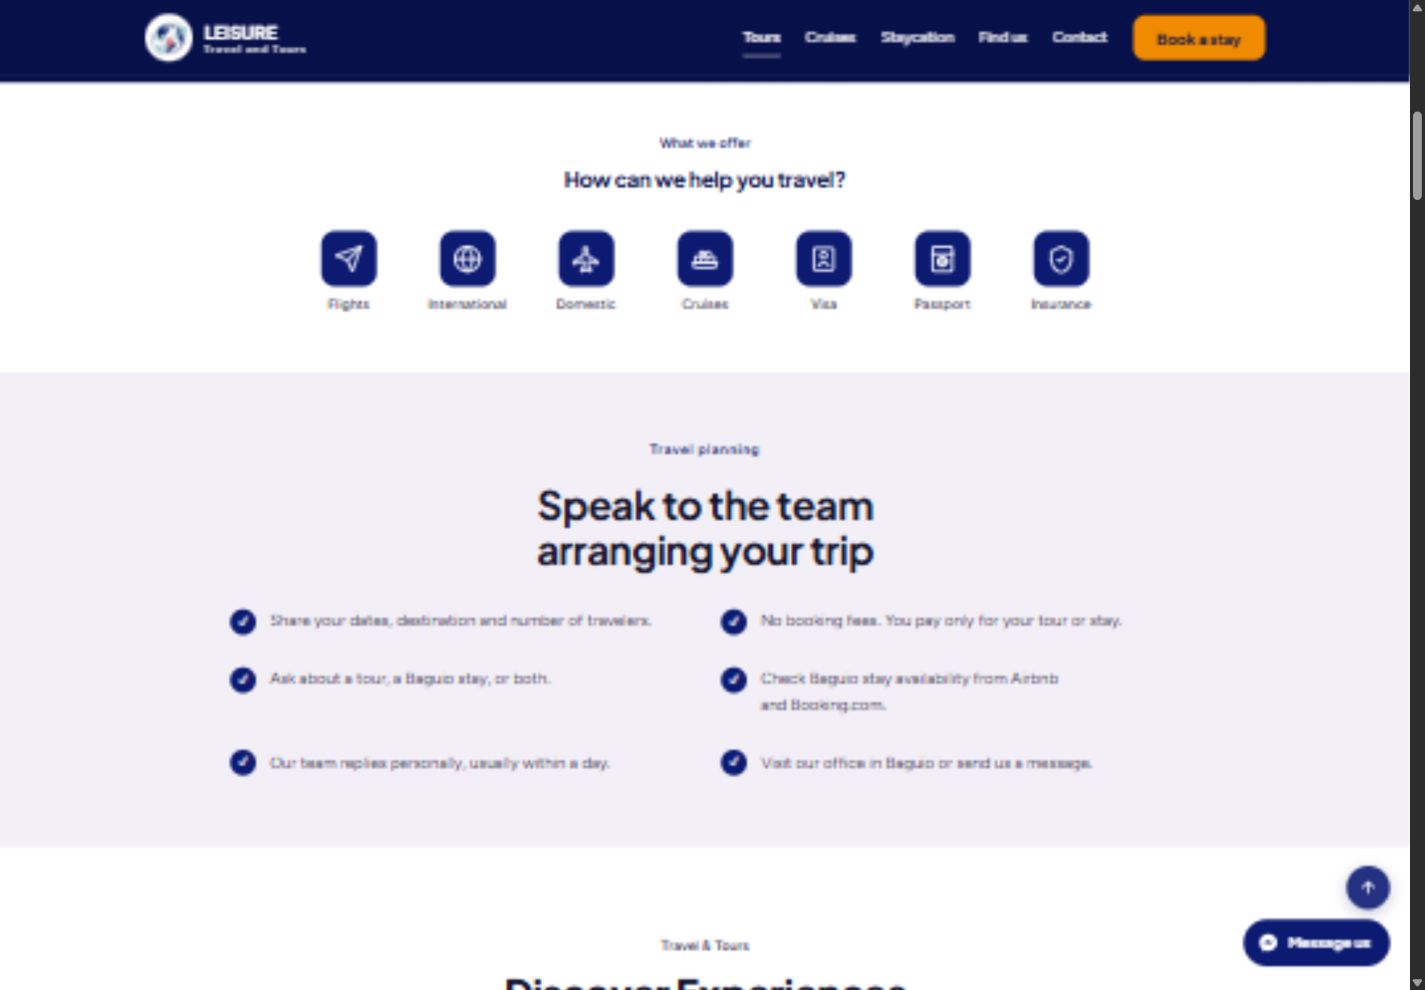 LEISURE
Travel and Tours
Tours
Cruises
Staycation
Find us
Contact
Book a stay
What we offer
How can we help you travel?
Flights
International
Domestic
Cruises
Visa
Passport
Insurance
Travel planning
Speak to the team
arranging your trip
Share your dates, destination and number of travelers.
No booking fees. You pay only for your tour or stay.
Ask about a tour, a Baguio stay, or both.
Check Baguio stay availability from Airbnb
and Booking.com.
Our team replies personally, usually within a day.
Visit our office in Baguio or send us a message.
Message us
Travel & Tours
Discover Experiences